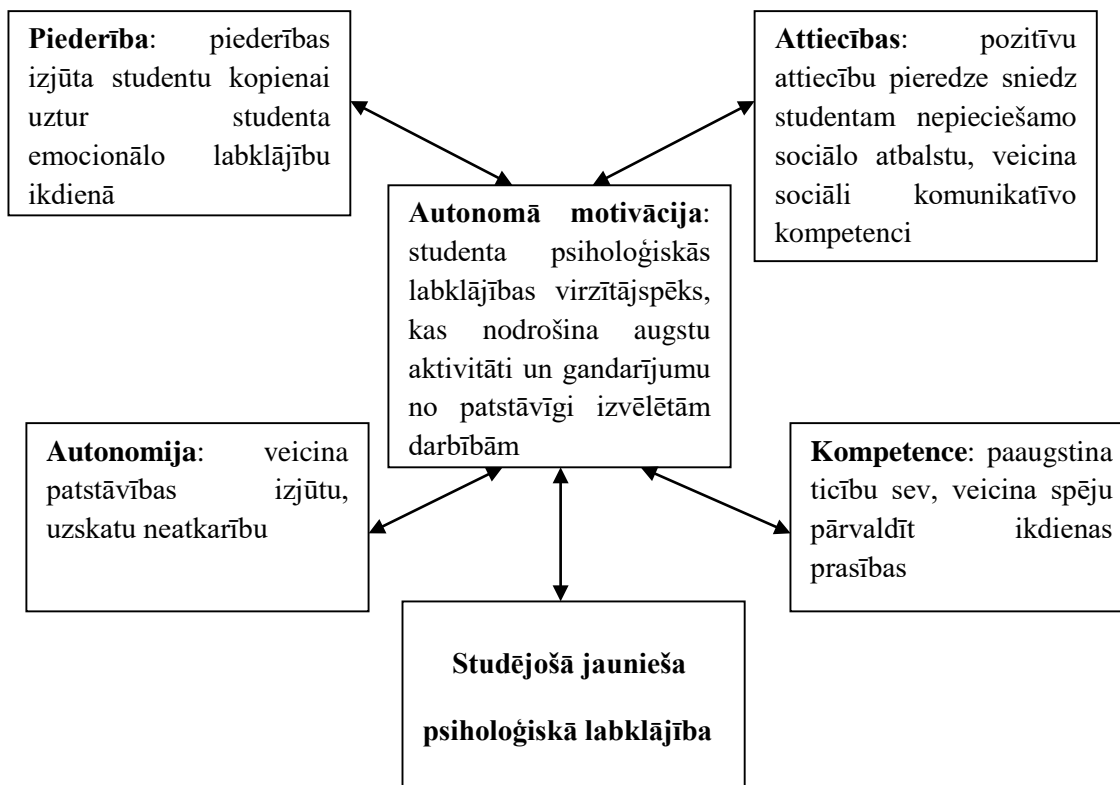 Piederība: piederības
izjūta studentu kopienai
uztur studenta
emocionālo labklājību
ikdienā
Attiecības: pozitīvu
attiecību pieredze sniedz
studentam nepieciešamo
sociālo atbalstu, veicina
sociāli komunikatīvo
kompetenci
Autonomā motivācija:
studenta psiholoģiskās
labklājības virzītājspēks,
kas nodrošina augstu
aktivitāti un gandarījumu
no patstāvīgi izvēlētām
darbībām
Autonomija: veicina
patstāvības izjūtu,
uzskatu neatkarību
Kompetence: paaugstina
ticību sev, veicina spēju
pārvaldīt ikdienas
prasības
Studējošā jaunieša
psiholoģiskā labklājība